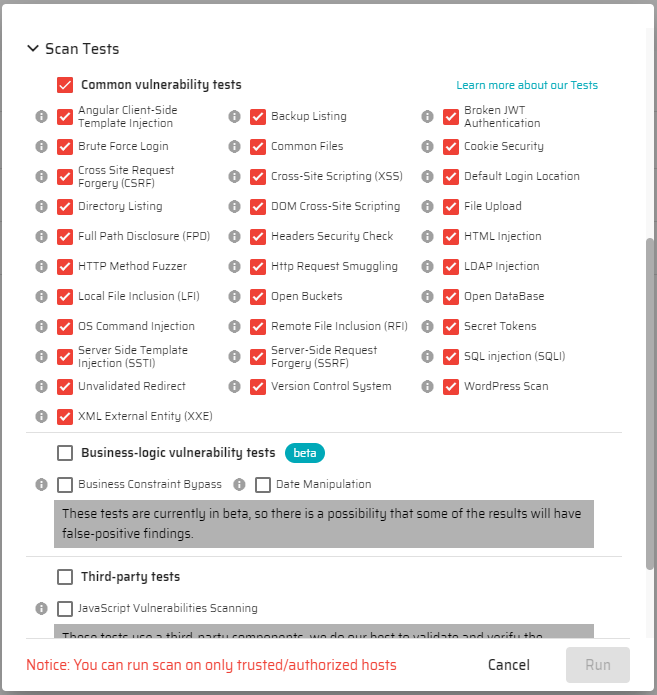 Scan Tests
Common vulnerability tests
Learn more about our Tests
Angular Client-Side
Template Injection
Backup Listing
Broken JWT
Authentication
Brute Force Login
Common Files
Cookie Security
Cross Site Request
Forgery (CSRF)
Cross-Site Scripting (XSS)
Default Login Location
Directory Listing
DOM Cross-Site Scripting
File Upload
Full Path Disclosure (FPD)
Headers Security Check
HTML Injection
HTTP Method Fuzzer
Http Request Smuggling
LDAP Injection
Local File Inclusion (LFI)
Open Buckets
Open DataBase
OS Command Injection
Remote File Inclusion (RFI)
Secret Tokens
Server Side Template
Injection (SSTI)
Server-Side Request
Forgery (SSRF)
SQL injection (SQLI)
Unvalidated Redirect
Version Control System
WordPress Scan
XML External Entity (XXE)
Business-logic vulnerability tests
beta
Business Constraint Bypass
Date Manipulation
These tests are currently in beta, so there is a possibility that some of the results will have
false-positive findings.
Third-party tests
JavaScript Vulnerabilities Scanning
These tests use a third-party components, we do our best to validate and verify the
Notice: You can run scan on only trusted/authorized hosts
Cancel
Run